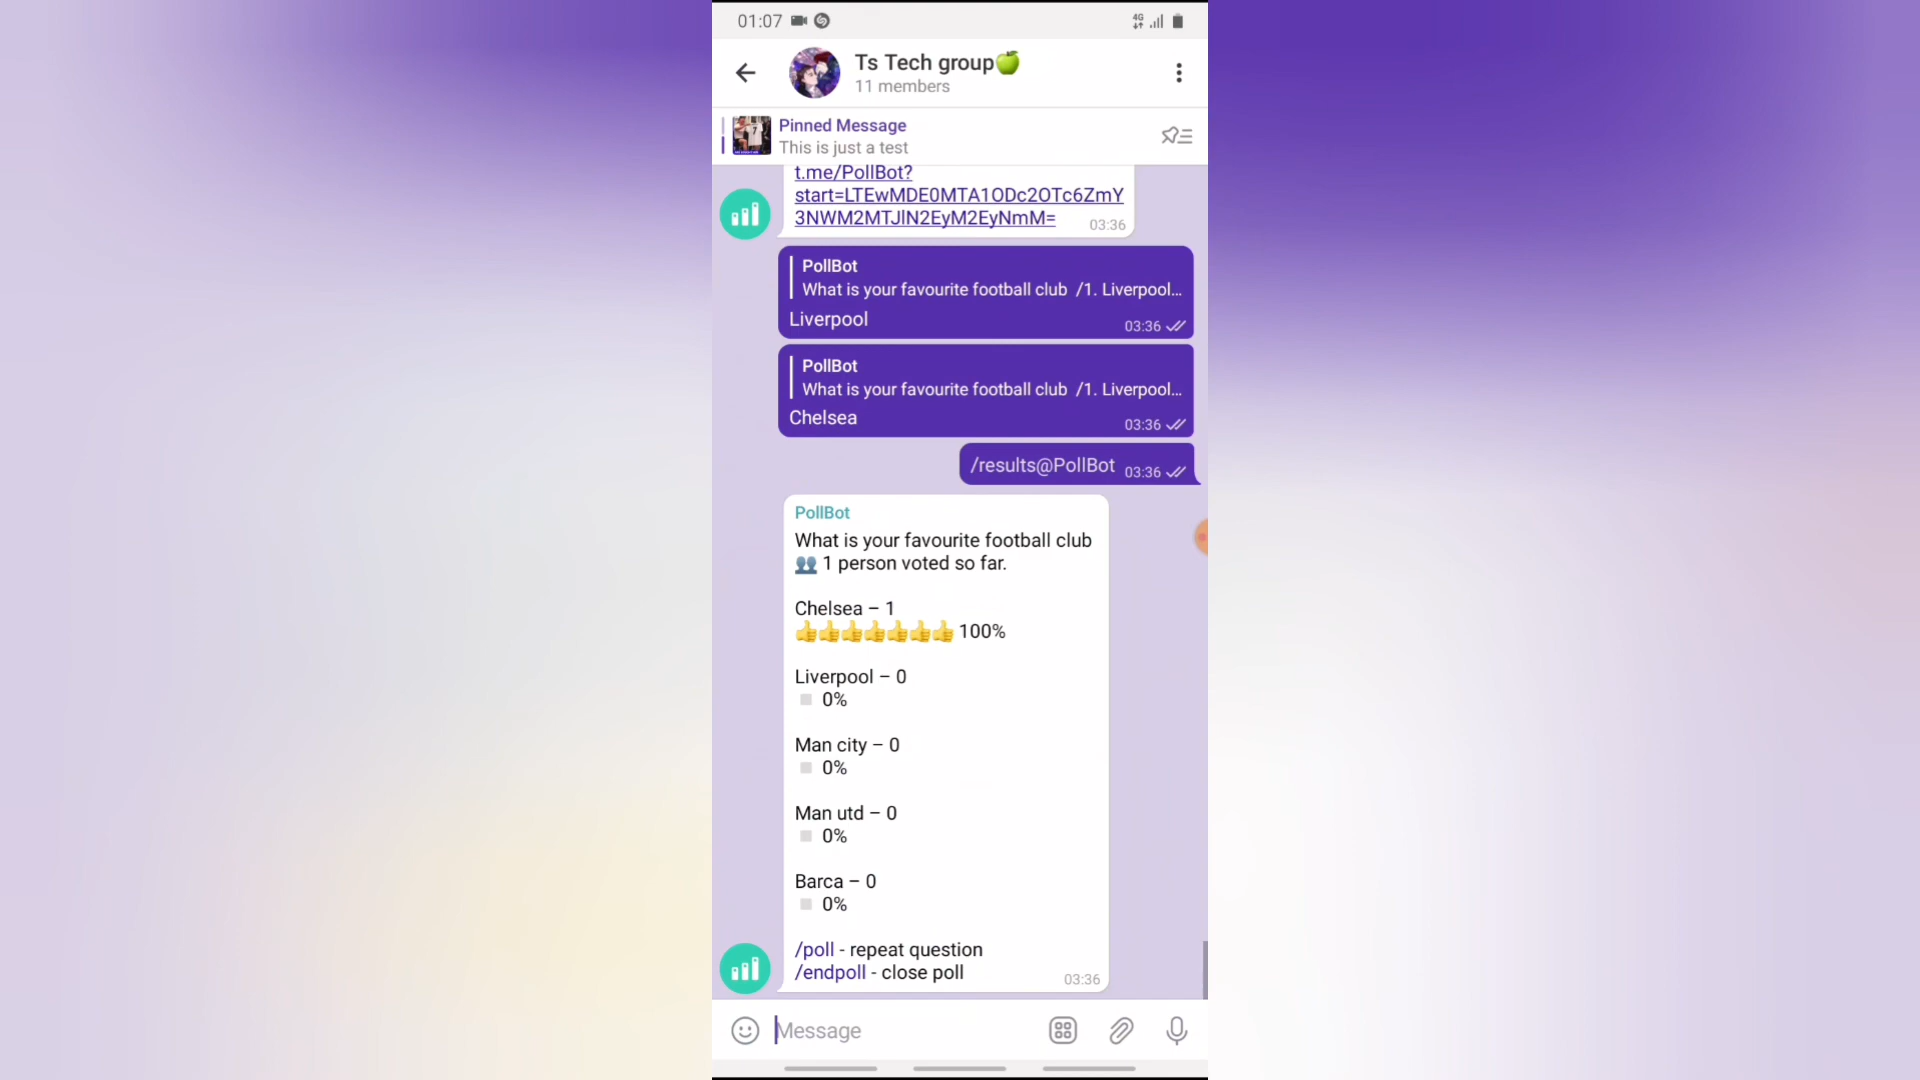 01:07
4G
Ts Tech group🍏
11 members
Pinned Message
This is just a test
t.me/PollBot?
start=LTEwMDE0MTA1ODc2OTc6ZmY
3NWM2MTJlN2EyM2EyNmM=
03:36
PollBot
What is your favourite football club /1. Liverpool...
Liverpool
03:36
PollBot
What is your favourite football club /1. Liverpool...
Chelsea
03:36
/results@PollBot 03:36
PollBot
What is your favourite football club
👥 1 person voted so far.
Chelsea – 1
👍👍👍👍👍👍👍 100%
Liverpool – 0
▫️ 0%
Man city – 0
▫️ 0%
Man utd – 0
▫️ 0%
Barca – 0
▫️ 0%
/poll - repeat question
/endpoll - close poll
03:36
Message